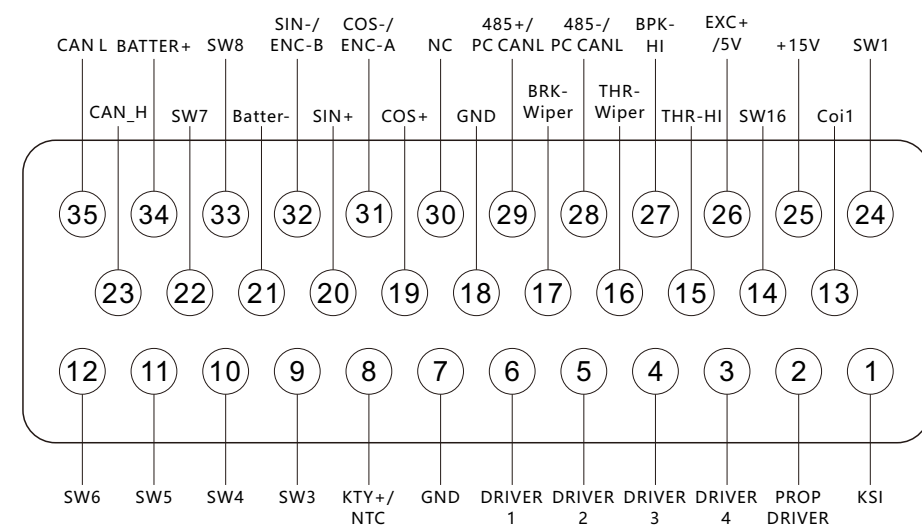 CAN L BATTER+ SW8 SIN-/ ENC-B COS-/ ENC-A NC 485+/ PC CANL 485-/ PC CANL BPK- HI EXC+ /5V +15V SW1
CAN_H SW7 Batter- SIN+ COS+ GND BRK- Wiper THR- Wiper THR-HI SW16 Coi1
35 34 33 32 31 30 29 28 27 26 25 24
23 22 21 20 19 18 17 16 15 14 13
12 11 10 9 8 7 6 5 4 3 2 1
SW6 SW5 SW4 SW3 KTY+/ NTC GND DRIVER 1 DRIVER 2 DRIVER 3 DRIVER 4 PROP DRIVER KSI